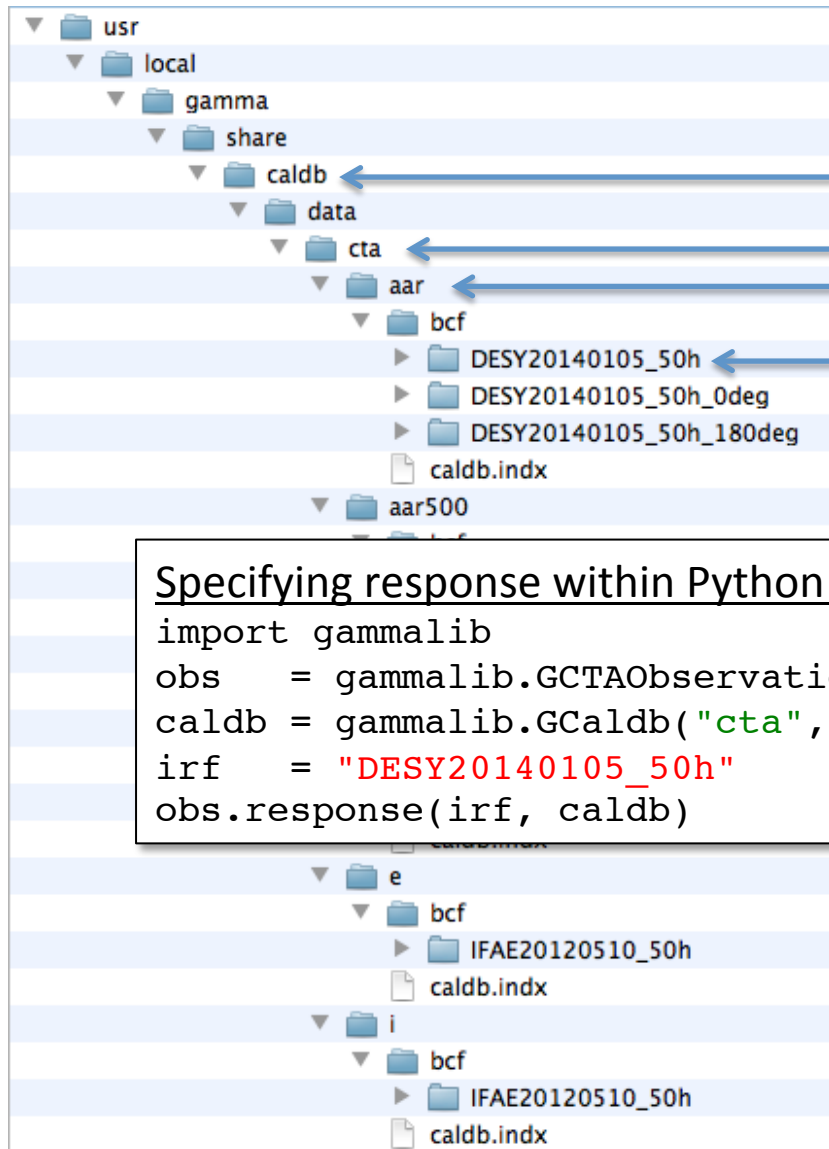 usr
local
gamma
share
caldb
data
cta
aar
bcf
DESY20140105_50h
DESY20140105_50h_0deg
DESY20140105_50h_180deg
caldb.indx
aar500
Specifying response within Python
import gammalib
obs = gammalib.GCTAObservati
caldb = gammalib.GCaldb("cta",
irf = "DESY20140105_50h"
obs.response(irf, caldb)
e
bcf
IFAE20120510_50h
caldb.indx
i
bcf
IFAE20120510_50h
caldb.indx